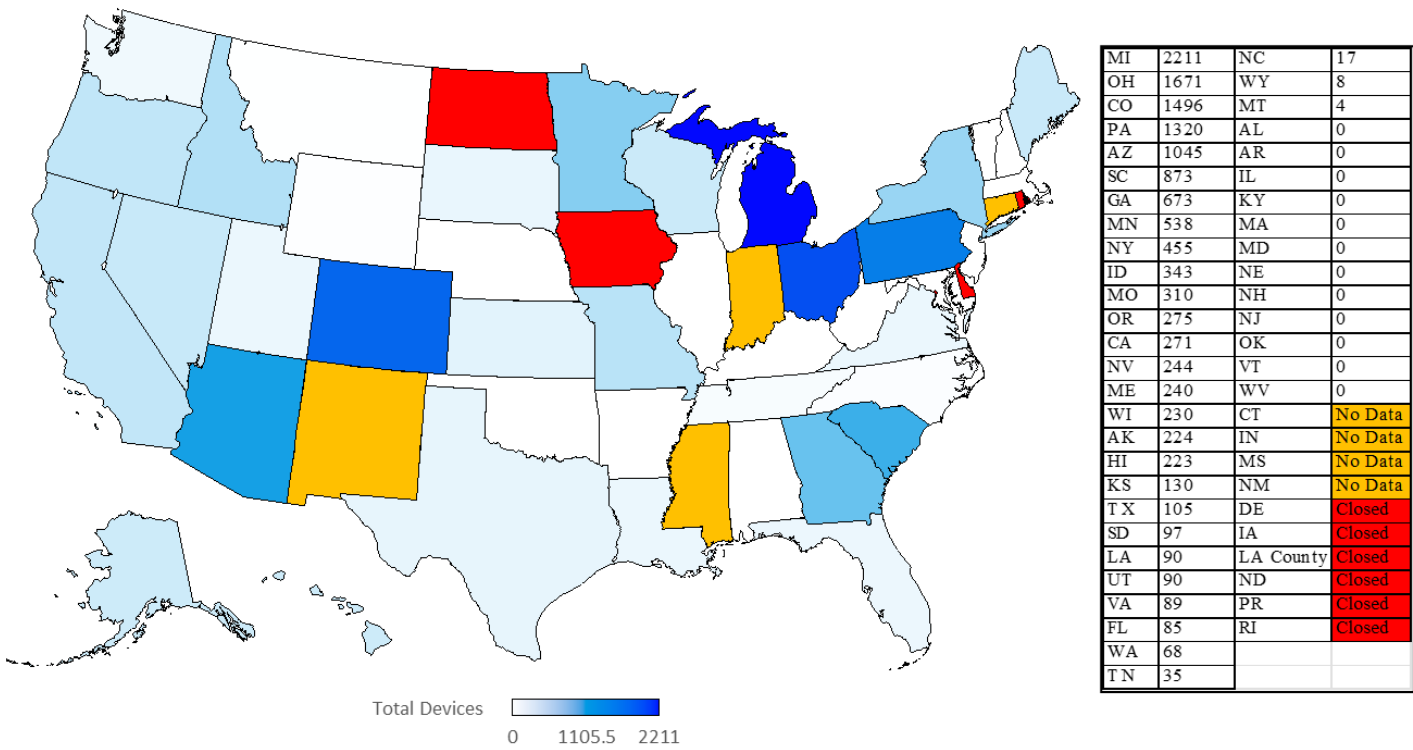 MI 2211 NC 17
OH 1671 WY 8
CO 1496 MT 4
PA 1320 AL 0
AZ 1045 AR 0
SC 873 IL 0
GA 673 KY 0
MN 538 MA 0
NY 455 MD 0
ID 343 NE 0
MO 310 NH 0
OR 275 NJ 0
CA 271 OK 0
NV 244 VT 0
ME 240 WV 0
WI 230 CT No Data
AK 224 IN No Data
HI 223 MS No Data
KS 130 NM No Data
TX 105 DE Closed
SD 97 IA Closed
LA 90 LA County Closed
UT 90 ND Closed
VA 89 PR Closed
FL 85 RI Closed
WA 68
TN 35
Total Devices
0 1105.5 2211